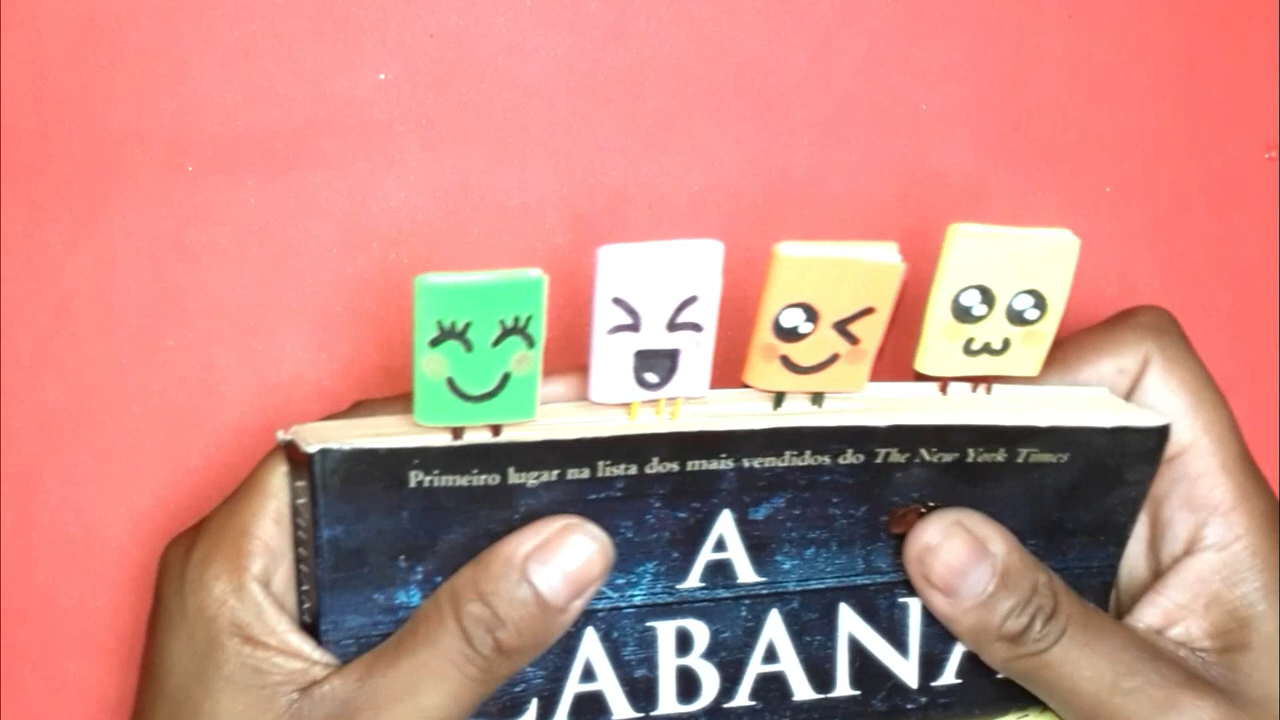 Primeiro lugar na lista dos mais vendidos do The New York Times
A
CABANA